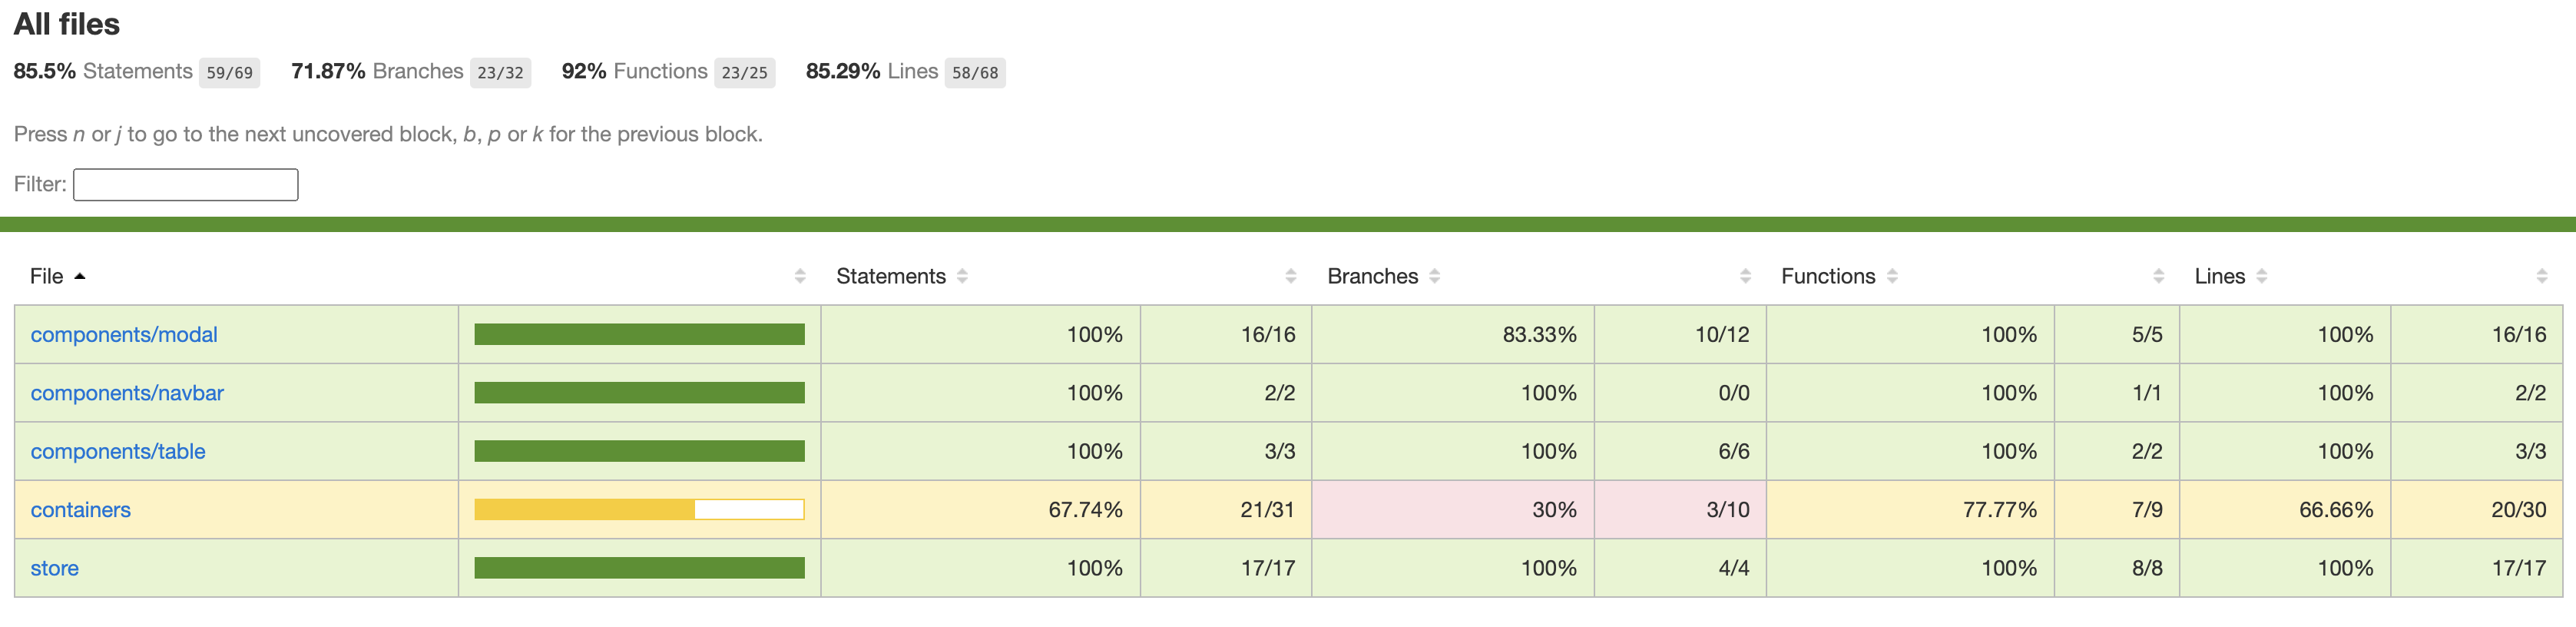 All files
85.5% Statements 59/69 71.87% Branches 23/32 92% Functions 23/25 85.29% Lines 58/68
Press n or j to go to the next uncovered block, b, p or k for the previous block.
Filter:
File Statements Branches Functions Lines
components/modal 100% 16/16 83.33% 10/12 100% 5/5 100% 16/16
components/navbar 100% 2/2 100% 0/0 100% 1/1 100% 2/2
components/table 100% 3/3 100% 6/6 100% 2/2 100% 3/3
containers 67.74% 21/31 30% 3/10 77.77% 7/9 66.66% 20/30
store 100% 17/17 100% 4/4 100% 8/8 100% 17/17